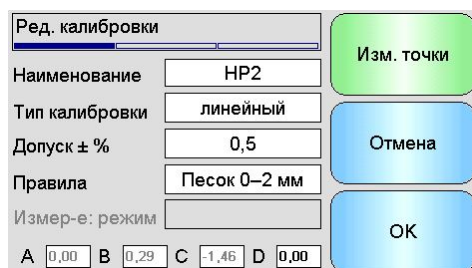 Ред. калибровки
Изм. точки
Наименование HP2
Тип калибровки линейный
Допуск ± % 0,5
Отмена
Правила Песок 0–2 мм
Измер-е: режим
OK
A 0,00 B 0,29 C -1,46 D 0,00